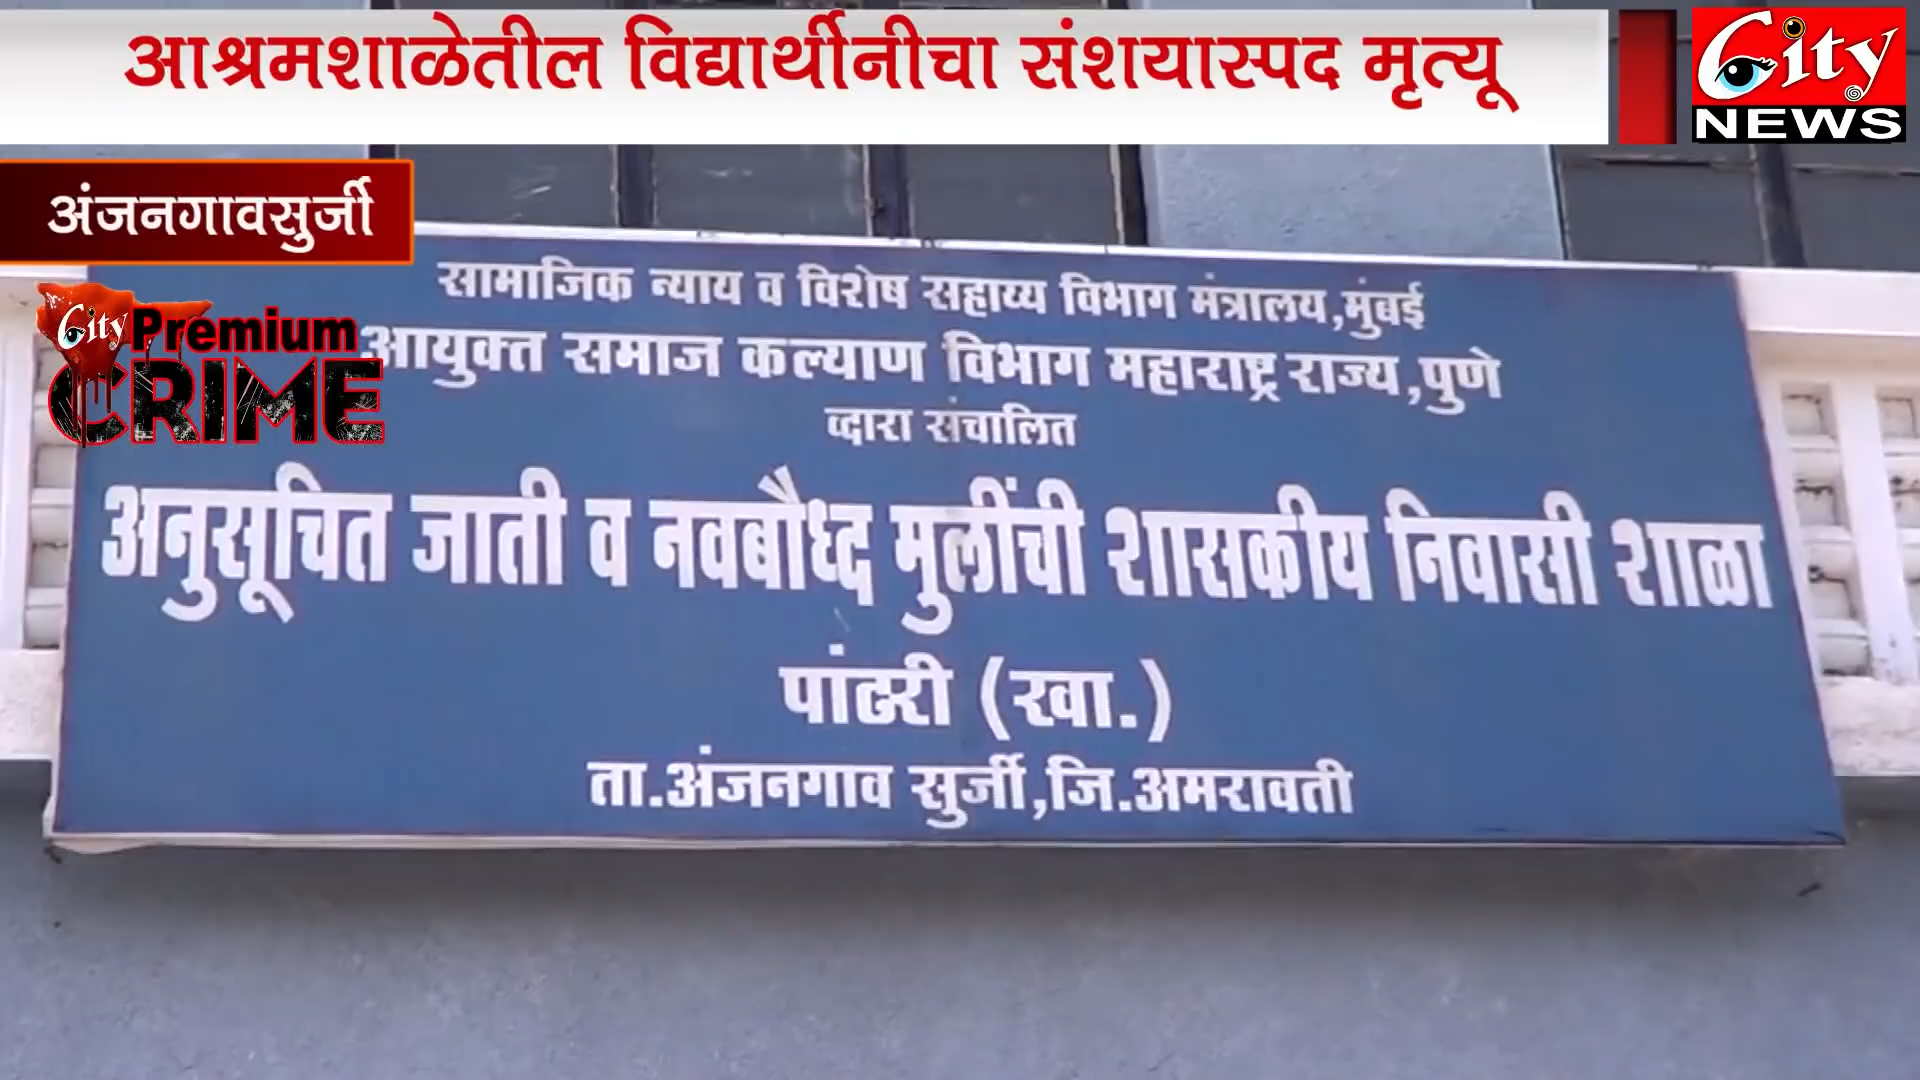 आश्रमशाळेतील विद्यार्थीनीचा संशयास्पद मृत्यू
City
NEWS
अंजनगावसुर्जी
City Premium
CRIME
सामाजिक न्याय व विशेष सहाय्य विभाग मंत्रालय,मुंबई
आयुक्त समाज कल्याण विभाग महाराष्ट्र राज्य,पुणे
व्दारा संचालित
अनुसूचित जाती व नवबौध्द मुलींची शासकीय निवासी शाळा
पांढरी (खा.)
ता.अंजनगाव सुर्जी,जि.अमरावती